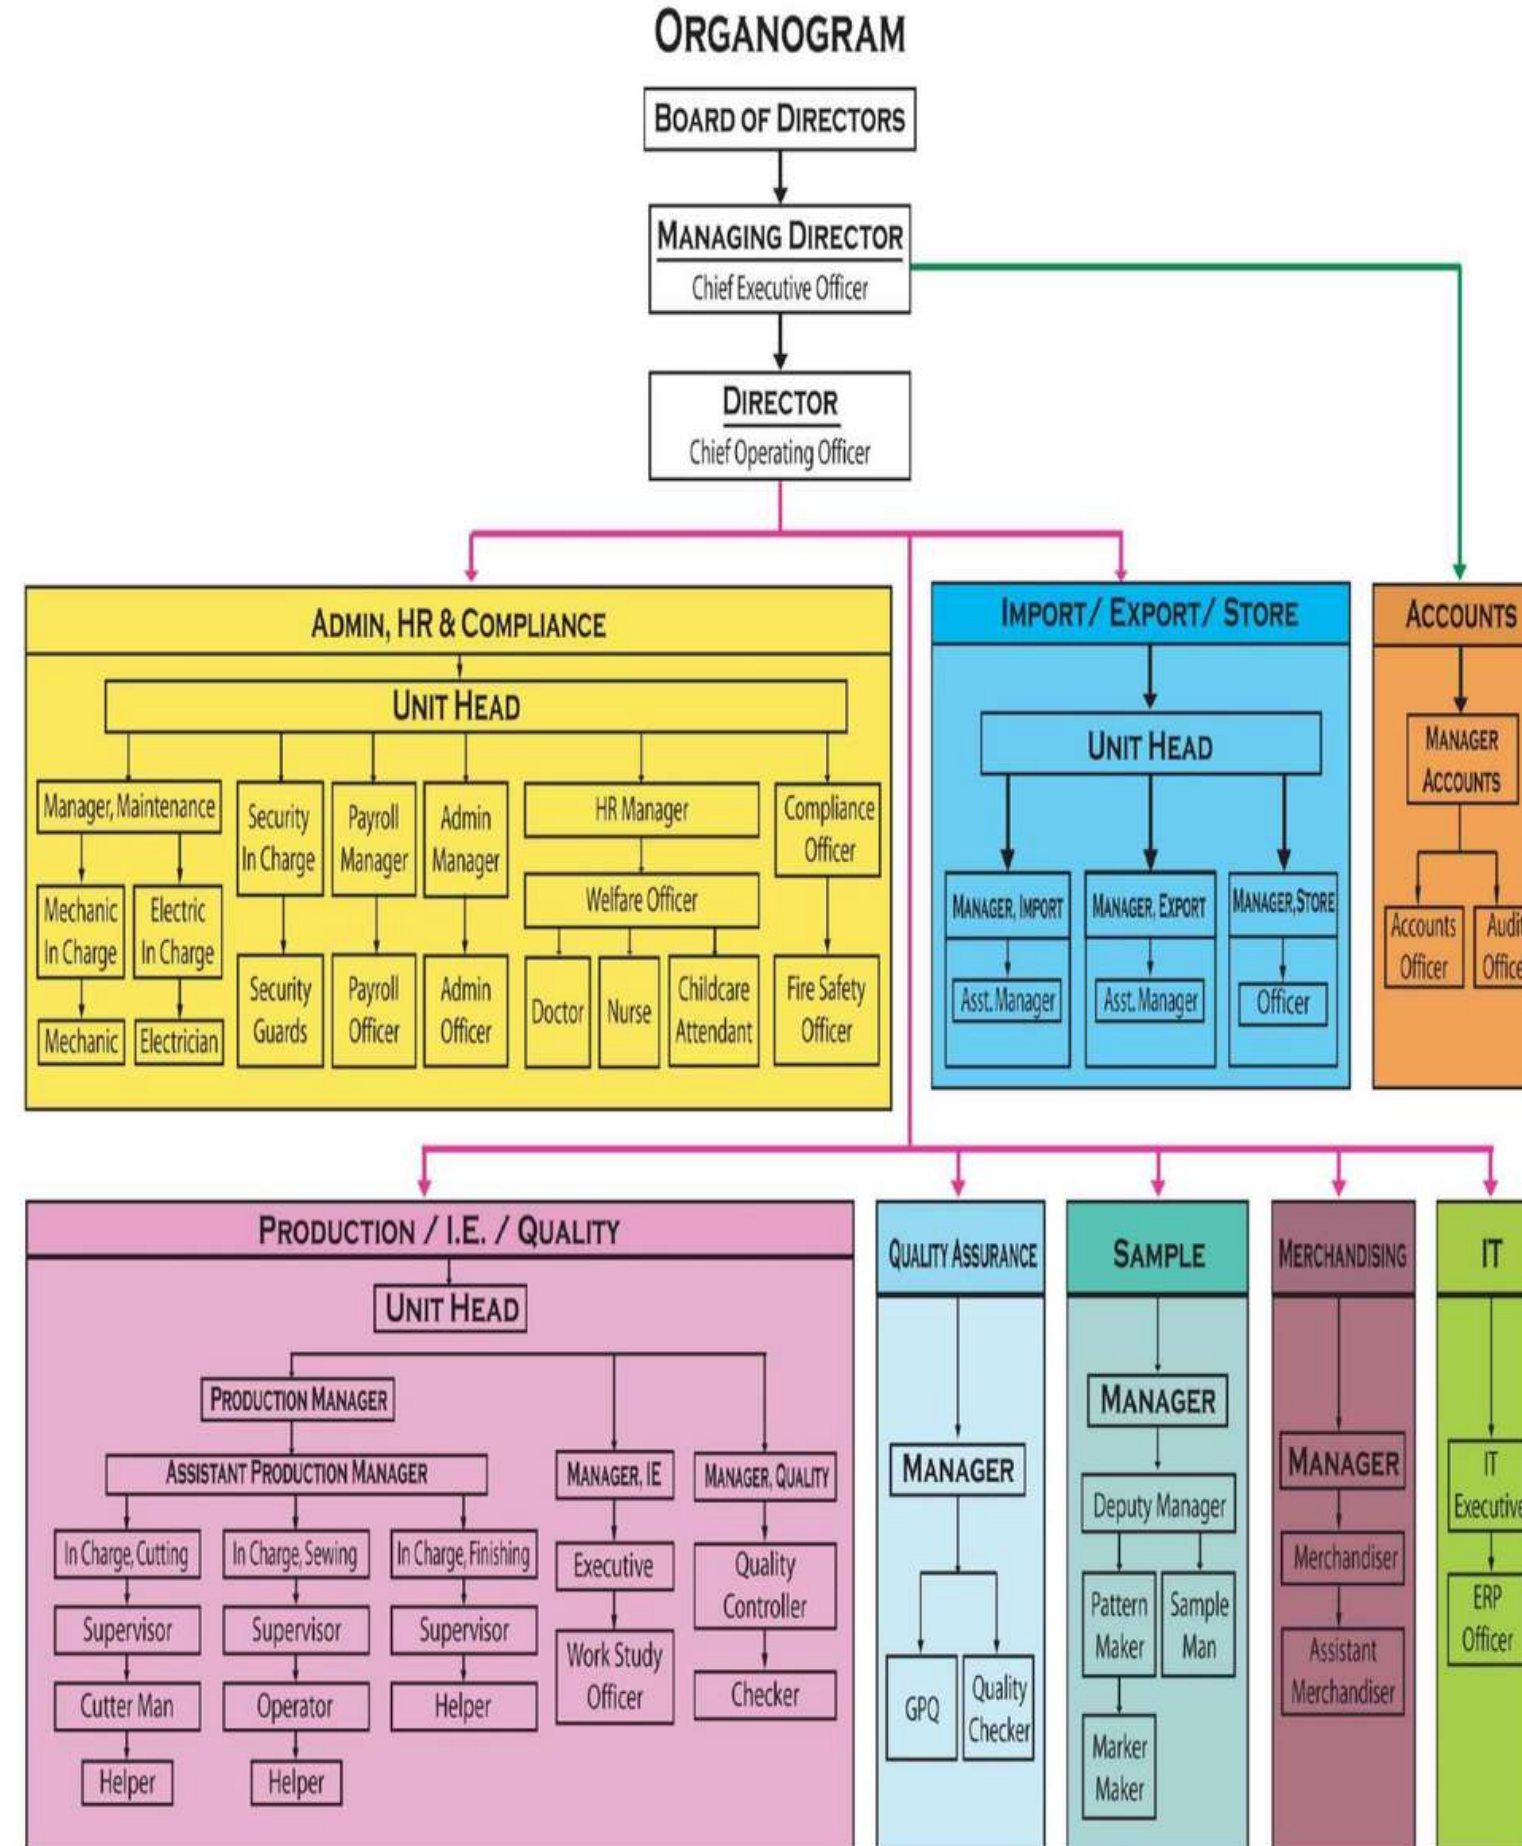 ORGANOGRAM
BOARD OF DIRECTORS
MANAGING DIRECTOR
Chief Executive Officer
DIRECTOR
Chief Operating Officer
ADMIN, HR & COMPLIANCE
UNIT HEAD
Manager, Maintenance
Mechanic
In Charge
Mechanic
Electric
In Charge
Electrician
Security
In Charge
Security
Guards
Payroll
Manager
Payroll
Officer
Admin
Manager
Admin
Officer
HR Manager
Welfare Officer
Doctor
Nurse
Childcare
Attendant
Compliance
Officer
Fire Safety
Officer
IMPORT/ EXPORT/ STORE
UNIT HEAD
MANAGER, IMPORT
Asst. Manager
MANAGER, EXPORT
Asst. Manager
MANAGER, STORE
Officer
ACCOUNTS
MANAGER
ACCOUNTS
Accounts
Officer
Audit
Office
PRODUCTION / I.E. / QUALITY
UNIT HEAD
PRODUCTION MANAGER
ASSISTANT PRODUCTION MANAGER
In Charge, Cutting
Supervisor
Cutter Man
Helper
In Charge, Sewing
Supervisor
Operator
Helper
In Charge, Finishing
Supervisor
Helper
MANAGER, IE
Executive
Work Study
Officer
MANAGER, QUALITY
Quality
Controller
Checker
QUALITY ASSURANCE
MANAGER
GPQ
Quality
Checker
SAMPLE
MANAGER
Deputy Manager
Pattern
Maker
Marker
Maker
Sample
Man
MERCHANDISING
MANAGER
Merchandiser
Assistant
Merchandiser
IT
IT
Executive
ERP
Officer